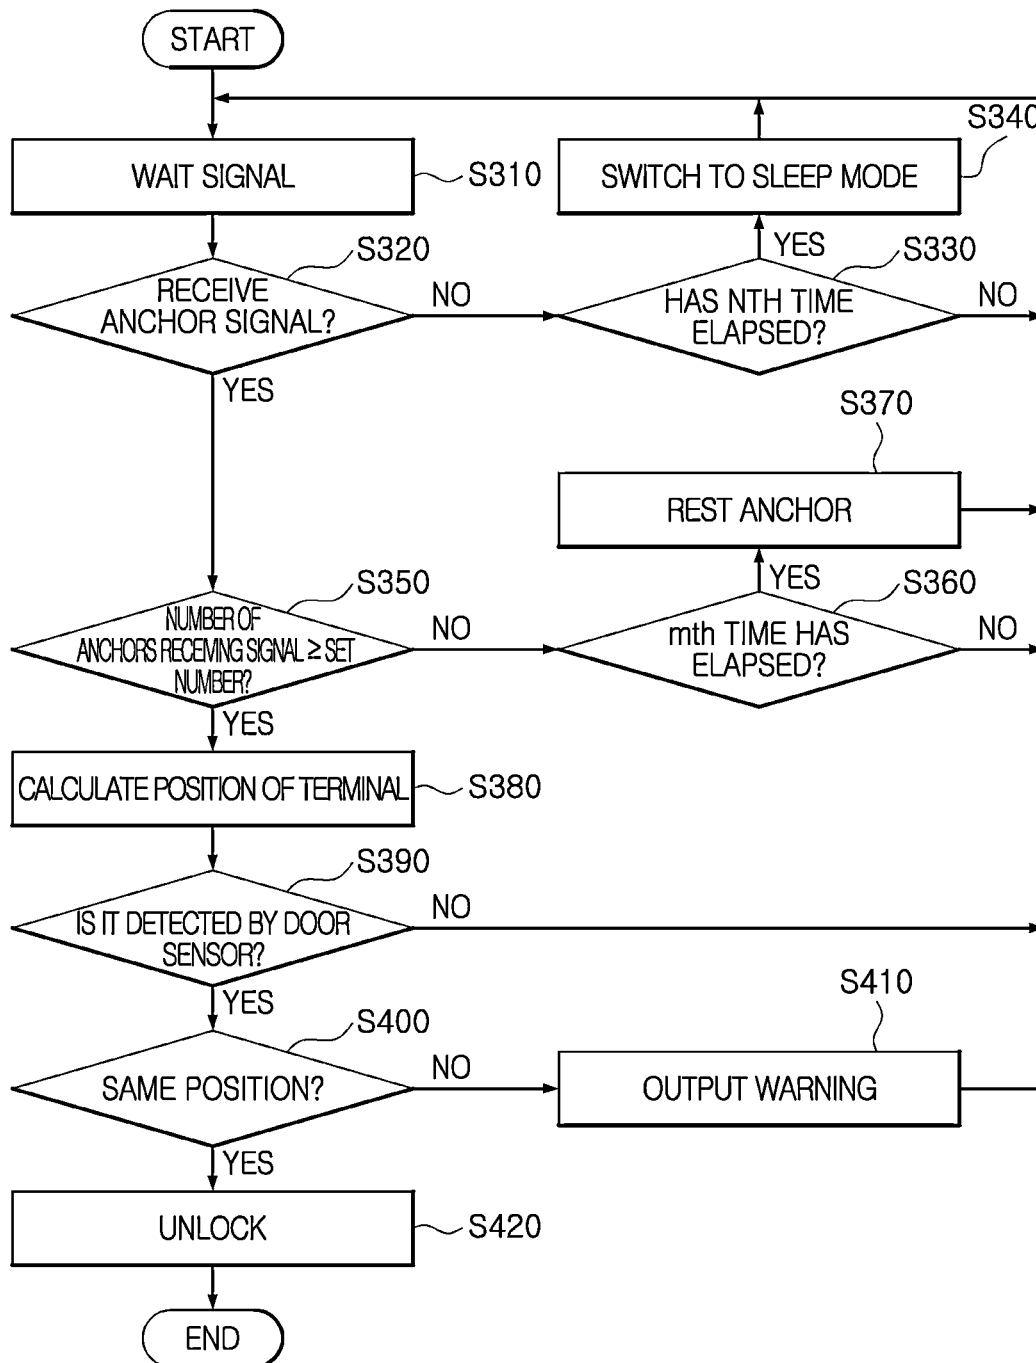 START
S340
WAIT SIGNAL
S310
SWITCH TO SLEEP MODE
S320
YES
S330
RECEIVE
ANCHOR SIGNAL?
NO
HAS NTH TIME
ELAPSED?
NO
YES
S370
REST ANCHOR
S350
YES
S360
NUMBER OF
ANCHORS RECEIVING SIGNAL ≥ SET
NUMBER?
NO
mth TIME HAS
ELAPSED?
NO
YES
CALCULATE POSITION OF TERMINAL
S380
S390
IS IT DETECTED BY DOOR
SENSOR?
NO
YES
S400
S410
SAME POSITION?
NO
OUTPUT WARNING
YES
UNLOCK
S420
END